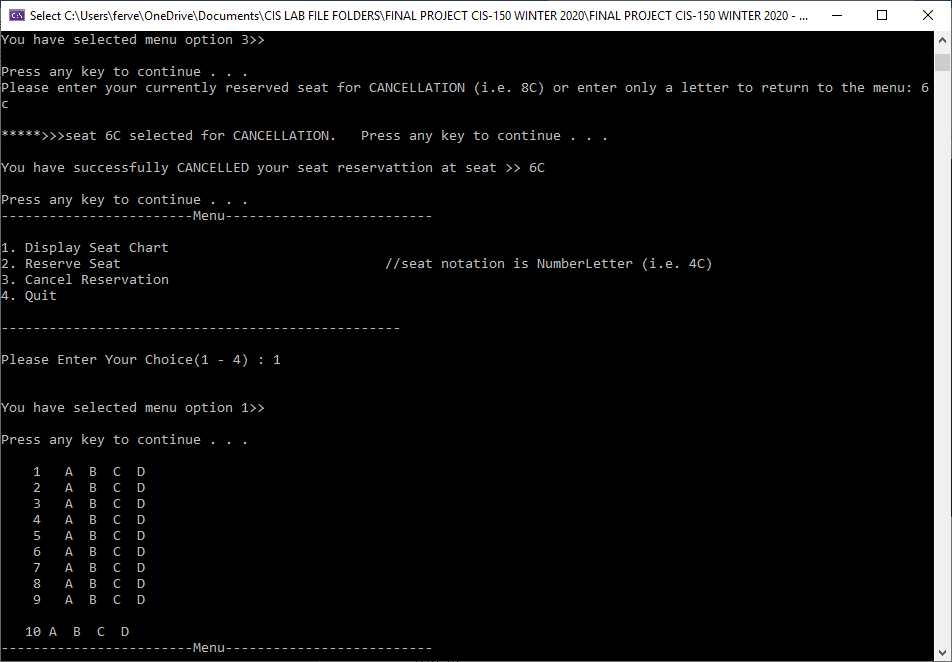 Select C:\Users\ferve\OneDrive\Documents\CIS LAB FILE FOLDERS\FINAL PROJECT CIS-150 WINTER 2020\FINAL PROJECT CIS-150 WINTER 2020 - ...
You have selected menu option 3>>
Press any key to continue . . .
Please enter your currently reserved seat for CANCELLATION (i.e. 8C) or enter only a letter to return to the menu: 6
c
*****>>>seat 6C selected for CANCELLATION.   Press any key to continue . . .
You have successfully CANCELLED your seat reservattion at seat >> 6C
Press any key to continue . . .
------------------------Menu--------------------------
1. Display Seat Chart
2. Reserve Seat                                 //seat notation is NumberLetter (i.e. 4C)
3. Cancel Reservation
4. Quit
--------------------------------------------------
Please Enter Your Choice(1 - 4) : 1
You have selected menu option 1>>
Press any key to continue . . .
    1   A  B  C  D
    2   A  B  C  D
    3   A  B  C  D
    4   A  B  C  D
    5   A  B  C  D
    6   A  B  C  D
    7   A  B  C  D
    8   A  B  C  D
    9   A  B  C  D
   10 A  B  C  D
------------------------Menu--------------------------